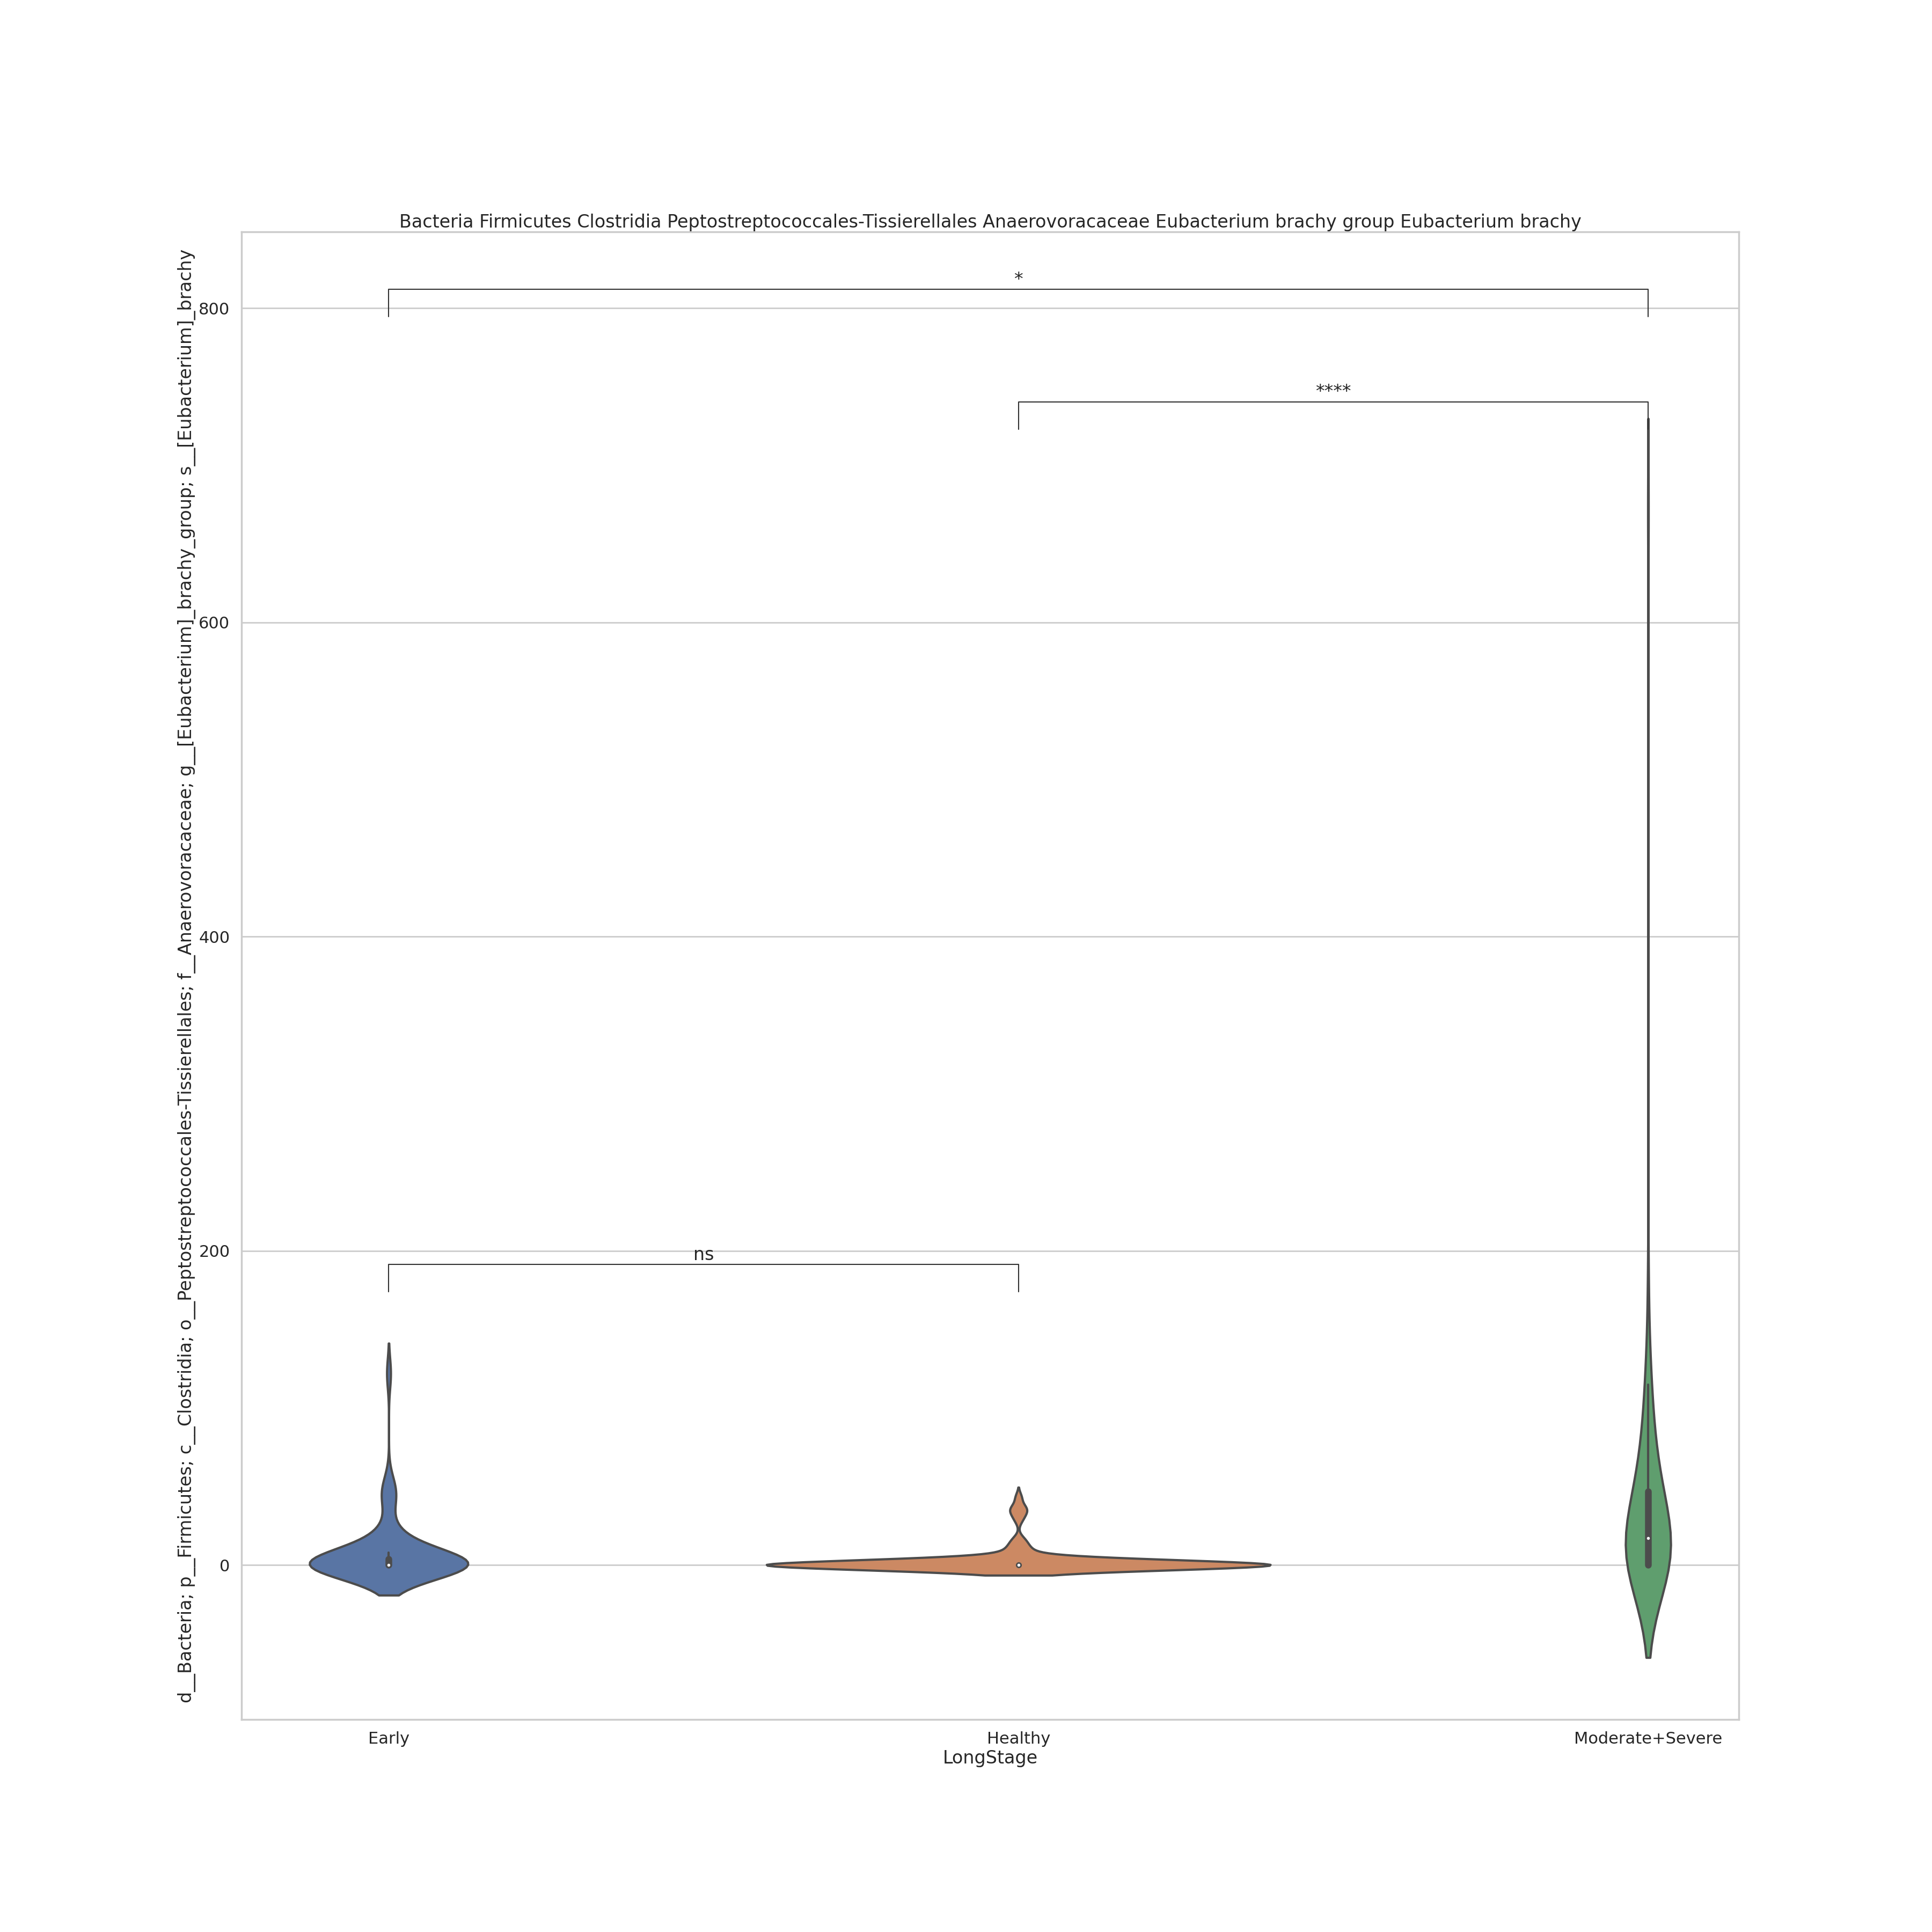 Bacteria Firmicutes Clostridia Peptostreptococcales-Tissierellales Anaerovoracaceae Eubacterium brachy group Eubacterium brachy
d__Bacteria; p__Firmicutes; c__Clostridia; o__Peptostreptococcales-Tissierellales; f__Anaerovoracaceae; g__[Eubacterium]_brachy_group; s__[Eubacterium]_brachy
*
800
****
600
400
200
ns
0
Early
Healthy
Moderate+Severe
LongStage